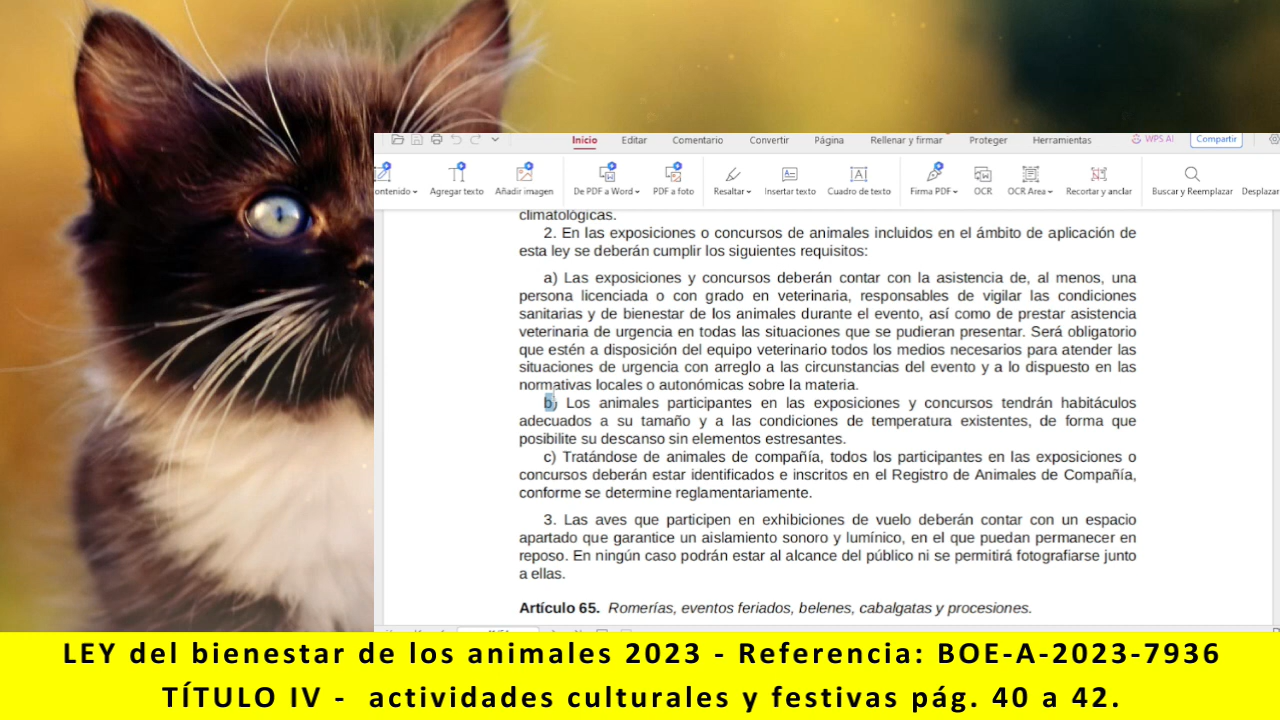 Inicio Editar Comentario Convertir Página Rellenar y firmar Proteger Herramientas WPS AI Compartir
ontenido Agregar texto Añadir imagen De PDF a Word PDF a foto Resaltar Insertar texto Cuadro de texto Firma PDF OCR OCR Area Recortar y anclar Buscar y Reemplazar Desplazar
climatológicas.
2. En las exposiciones o concursos de animales incluidos en el ámbito de aplicación de
esta ley se deberán cumplir los siguientes requisitos:
a) Las exposiciones y concursos deberán contar con la asistencia de, al menos, una
persona licenciada o con grado en veterinaria, responsables de vigilar las condiciones
sanitarias y de bienestar de los animales durante el evento, así como de prestar asistencia
veterinaria de urgencia en todas las situaciones que se pudieran presentar. Será obligatorio
que estén a disposición del equipo veterinario todos los medios necesarios para atender las
situaciones de urgencia con arreglo a las circunstancias del evento y a lo dispuesto en las
normativas locales o autonómicas sobre la materia.
b) Los animales participantes en las exposiciones y concursos tendrán habitáculos
adecuados a su tamaño y a las condiciones de temperatura existentes, de forma que
posibilite su descanso sin elementos estresantes.
c) Tratándose de animales de compañía, todos los participantes en las exposiciones o
concursos deberán estar identificados e inscritos en el Registro de Animales de Compañía,
conforme se determine reglamentariamente.
3. Las aves que participen en exhibiciones de vuelo deberán contar con un espacio
apartado que garantice un aislamiento sonoro y lumínico, en el que puedan permanecer en
reposo. En ningún caso podrán estar al alcance del público ni se permitirá fotografiarse junto
a ellas.
Artículo 65. Romerías, eventos feriados, belenes, cabalgatas y procesiones.
LEY del bienestar de los animales 2023 - Referencia: BOE-A-2023-7936
TÍTULO IV - actividades culturales y festivas pág. 40 a 42.